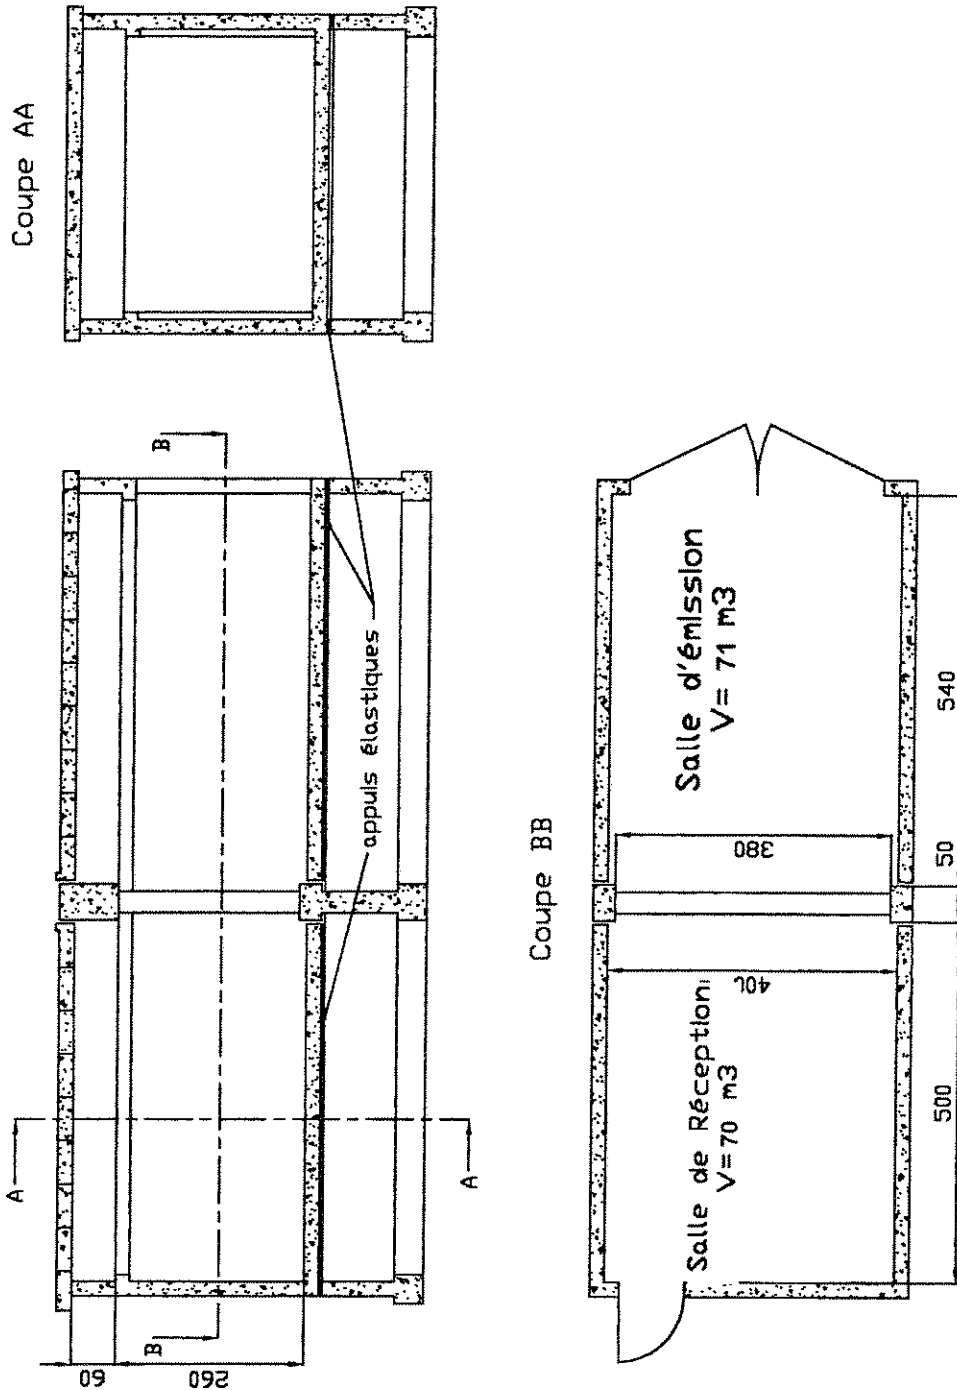 Coupe AA
B
A
appuis élastiques
A
B
60
260
Coupe BB
Salle d'émission
V= 71 m3
Salle de Réception
V=70 m3
380
400
540
50
500